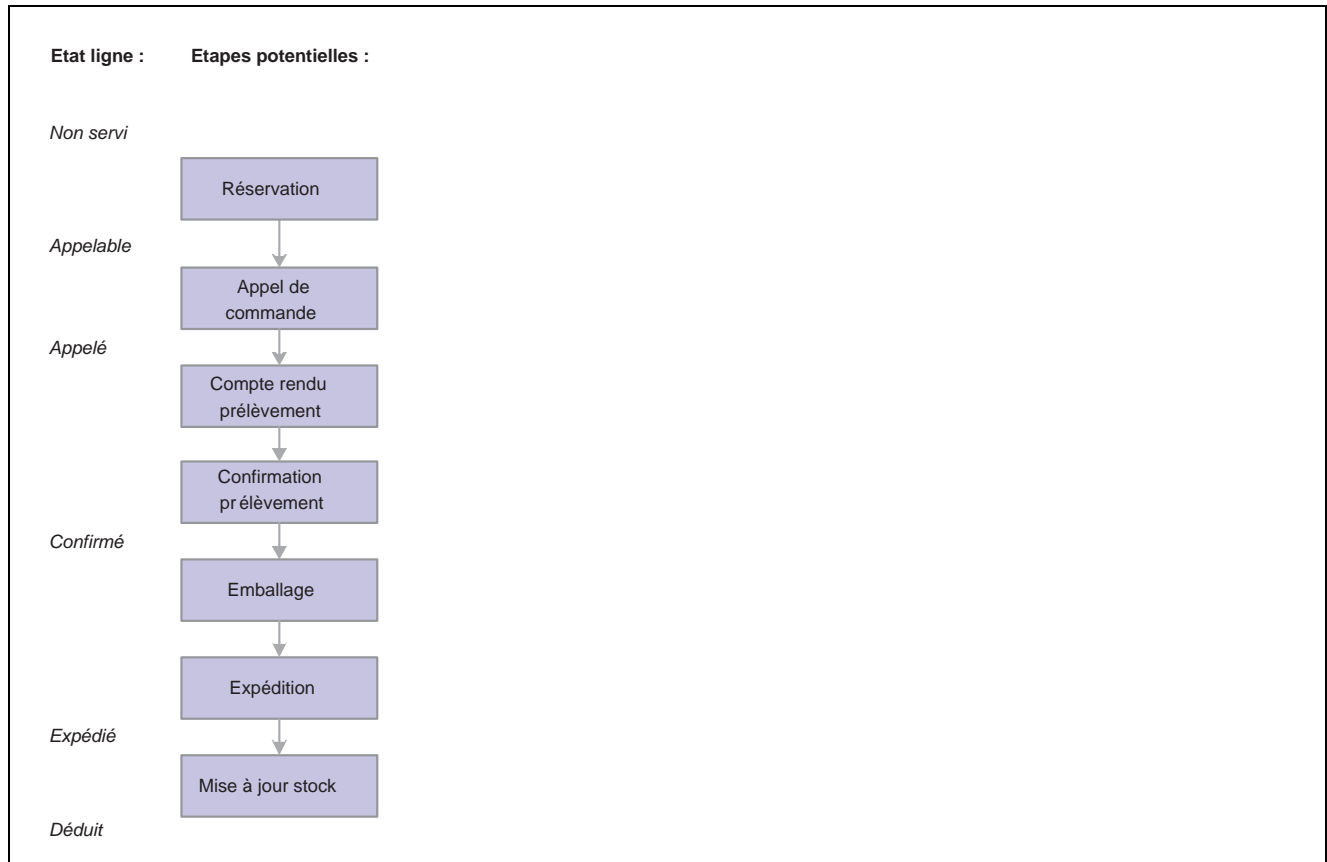 Etat ligne : Etapes potentielles :
Non servi
Réservation
Appelable
Appel de
commande
Appelé
Compte rendu
prélèvement
Confirmation
pr élèvement
Confirmé
Emballage
Expédition
Expédié
Mise à jour stock
Déduit